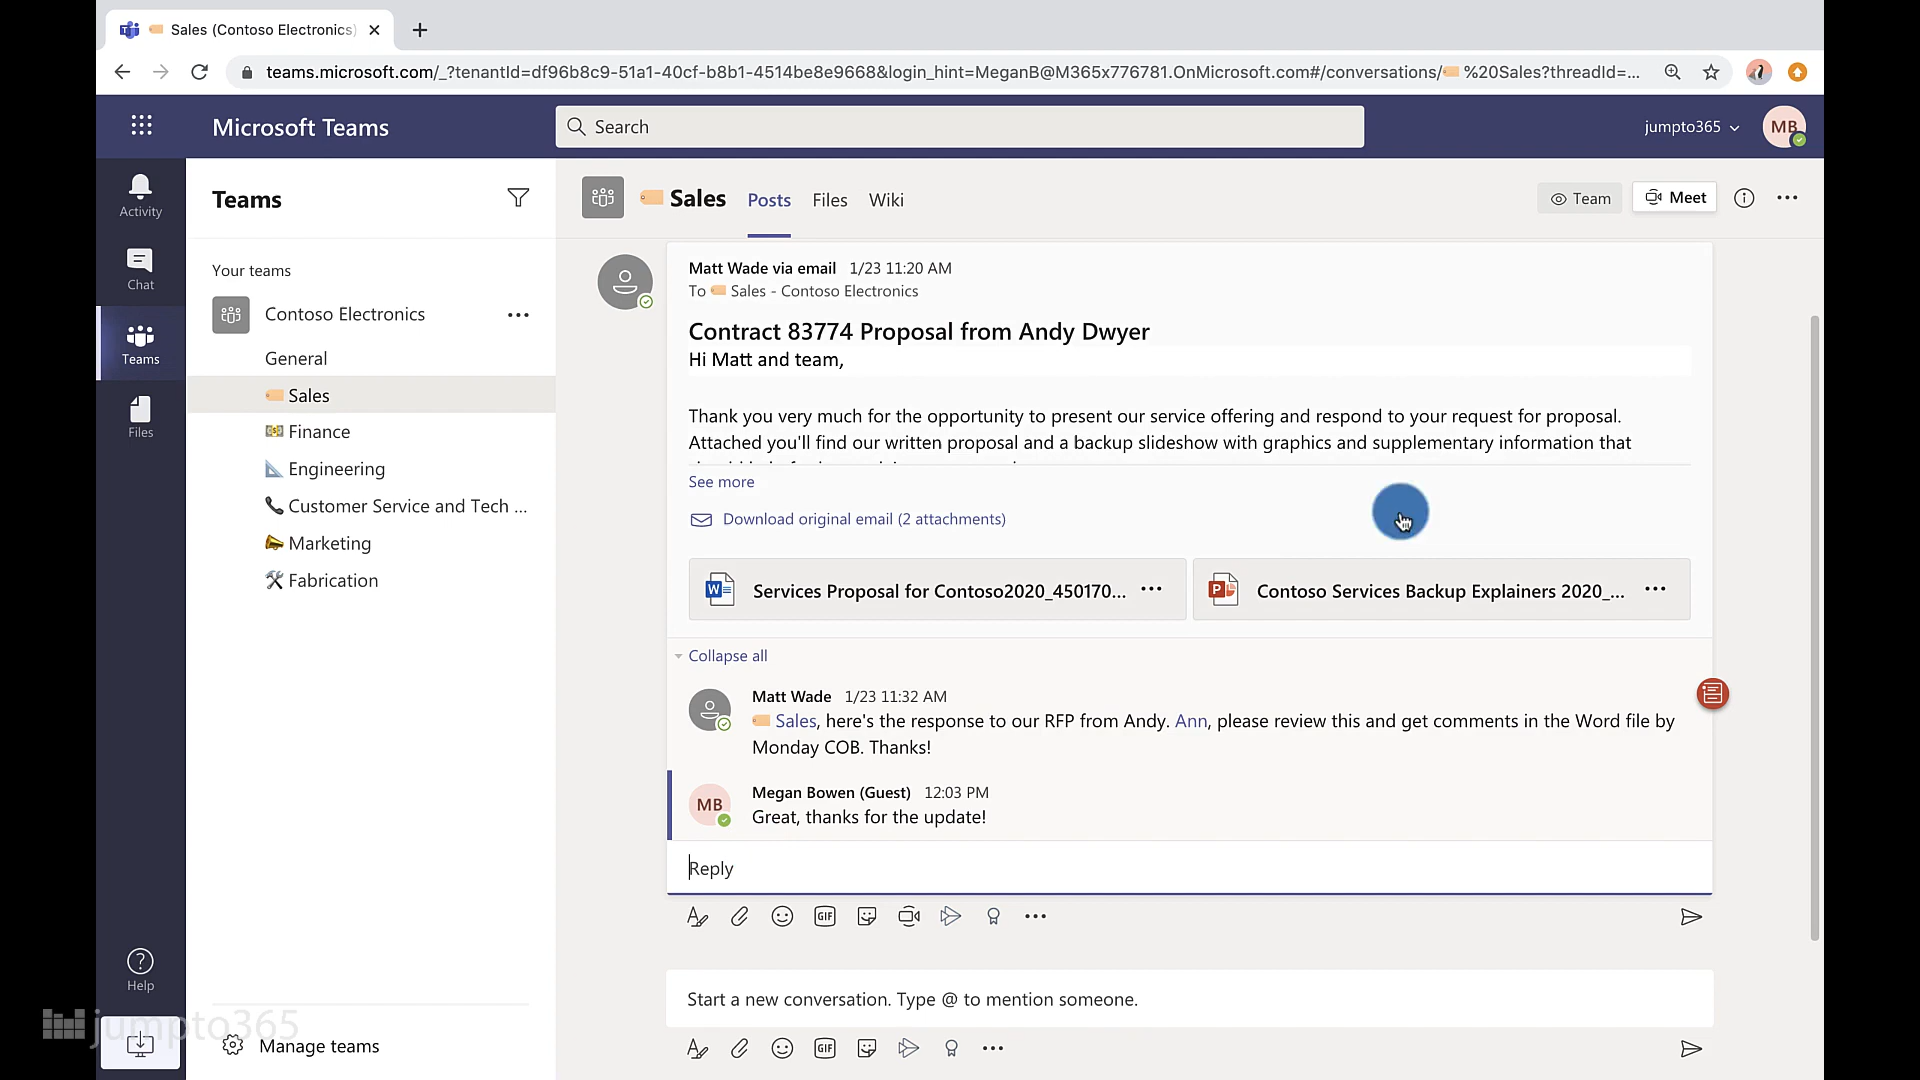 Sales (Contoso Electronics)
teams.microsoft.com/_?tenantId=df96b8c9-51a1-40cf-b8b1-4514be8e9668&login_hint=MeganB@M365x776781.OnMicrosoft.com#/conversations/🏷️%20Sales?threadId=...
Microsoft Teams
Search
jumpto365
MB
Activity
Chat
Teams
Files
Help
Teams
Your teams
Contoso Electronics
General
Sales
Finance
Engineering
Customer Service and Tech ...
Marketing
Fabrication
Manage teams
jumpto365
Sales
Posts
Files
Wiki
Team
Meet
Matt Wade via email 1/23 11:20 AM
To Sales - Contoso Electronics
Contract 83774 Proposal from Andy Dwyer
Hi Matt and team,
Thank you very much for the opportunity to present our service offering and respond to your request for proposal.
Attached you'll find our written proposal and a backup slideshow with graphics and supplementary information that
See more
Download original email (2 attachments)
Services Proposal for Contoso2020_450170...
Contoso Services Backup Explainers 2020_...
Collapse all
Matt Wade 1/23 11:32 AM
Sales, here's the response to our RFP from Andy. Ann, please review this and get comments in the Word file by
Monday COB. Thanks!
MB
Megan Bowen (Guest) 12:03 PM
Great, thanks for the update!
Reply
GIF
Start a new conversation. Type @ to mention someone.
GIF